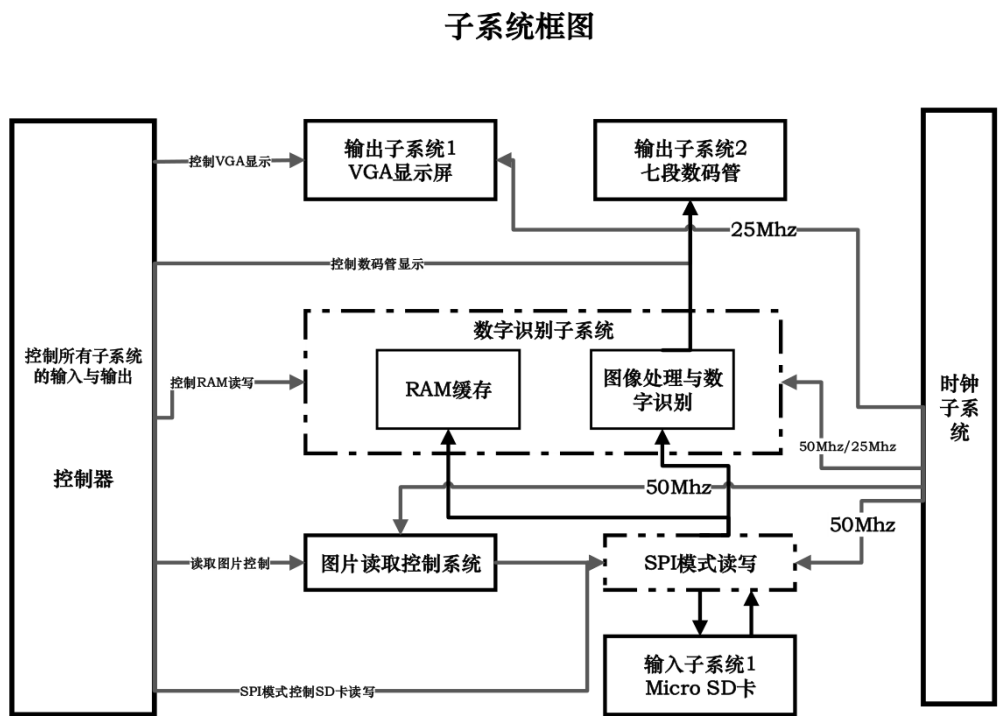 子系统框图
输出子系统1
VGA显示屏
输出子系统2
七段数码管
控制VGA显示
25Mhz
控制数码管显示
数字识别子系统
控制所有子系统
的输入与输出
控制RAM读写
RAM缓存
图像处理与数
字识别
时钟
子系统
50Mhz/25Mhz
控制器
50Mhz
50Mhz
读取图片控制
图片读取控制系统
SPI模式读写
SPI模式控制SD卡读写
输入子系统1
Micro SD卡